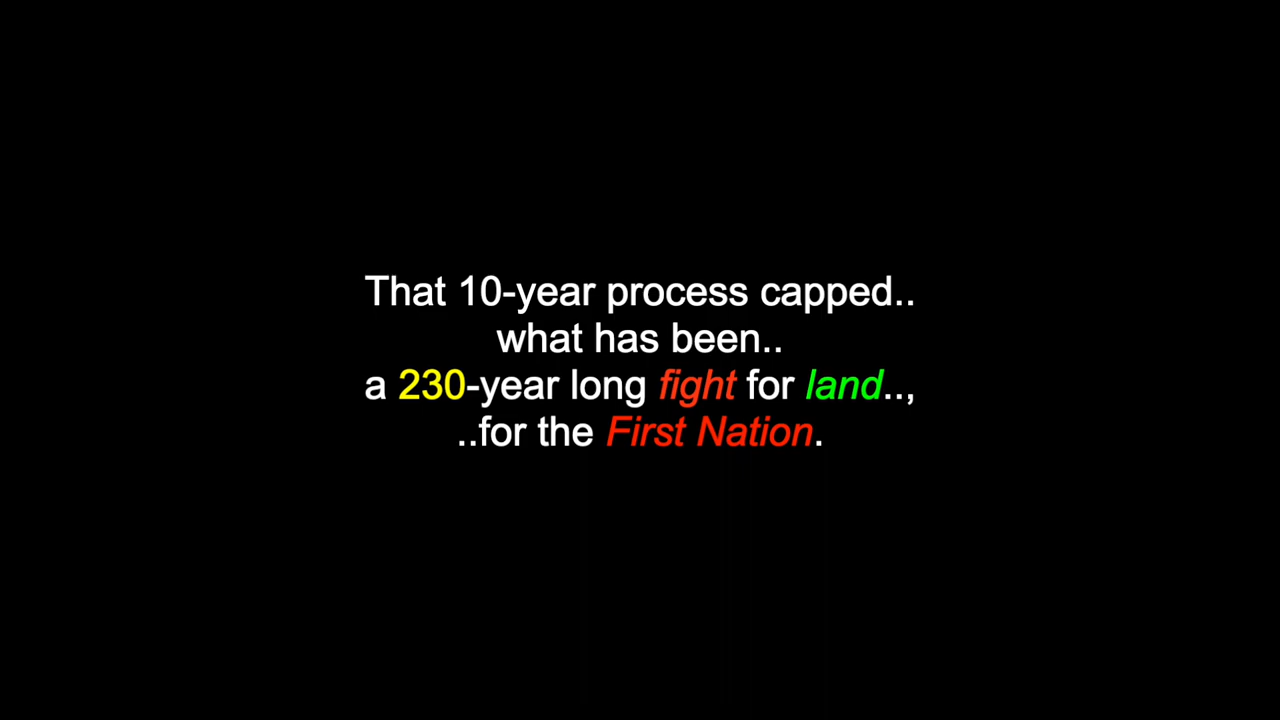 That 10-year process capped..
what has been..
a 230-year long fight for land..,
..for the First Nation.